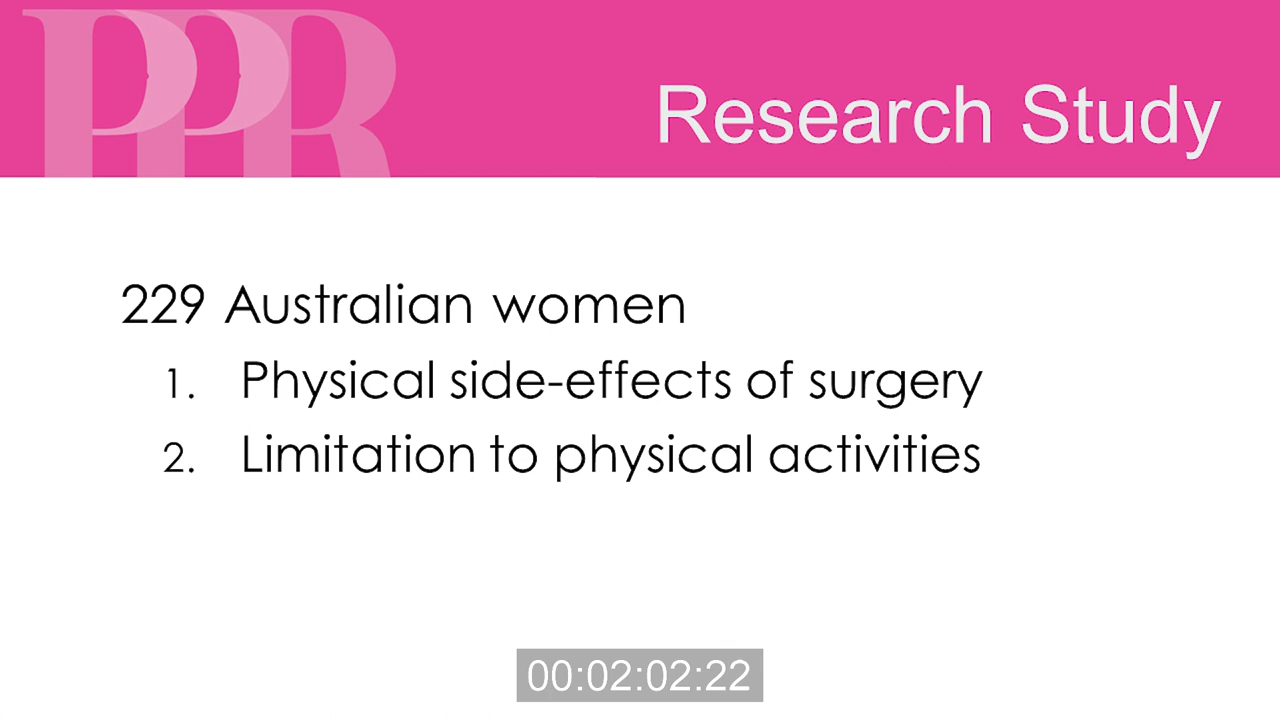 PPR
Research Study
229 Australian women
1. Physical side-effects of surgery
2. Limitation to physical activities
00:02:02:22